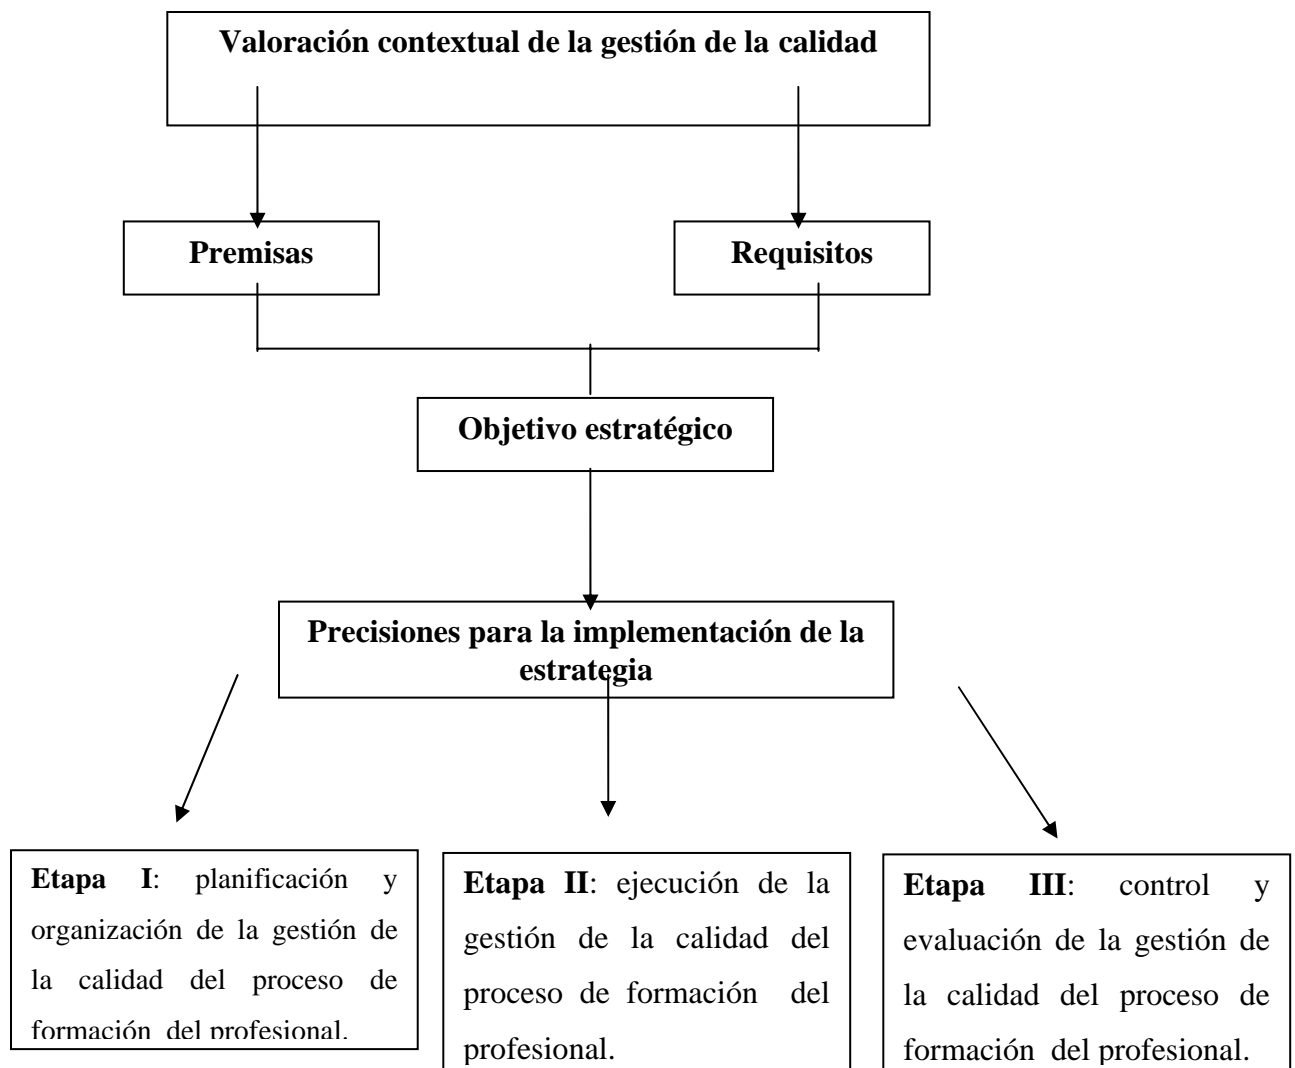 Valoración contextual de la gestión de la calidad
Premisas
Requisitos
Objetivo estratégico
Precisiones para la implementación de la
estrategia
Etapa I: planificación y
organización de la gestión de
la calidad del proceso de
formación del profesional.
Etapa II: ejecución de la
gestión de la calidad del
proceso de formación del
profesional.
Etapa III: control y
evaluación de la gestión de
la calidad del proceso de
formación del profesional.